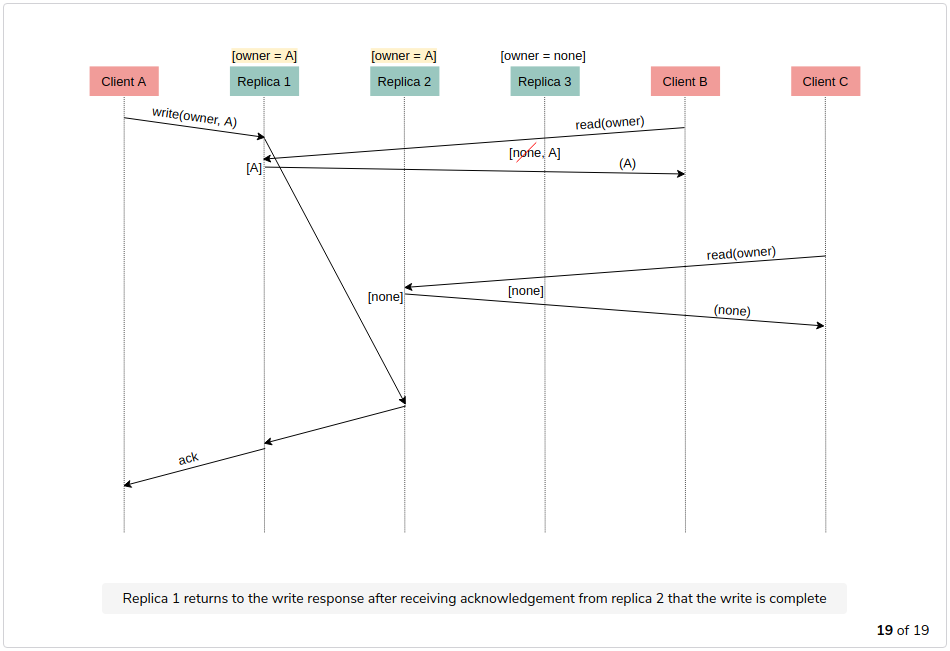 [owner = A] [owner = A] [owner = none]
Client A Replica 1 Replica 2 Replica 3 Client B Client C
write(owner, A)
read(owner)
[none, A]
(A)
[A]
read(owner)
[none]
[none]
(none)
ack
Replica 1 returns to the write response after receiving acknowledgement from replica 2 that the write is complete
19 of 19